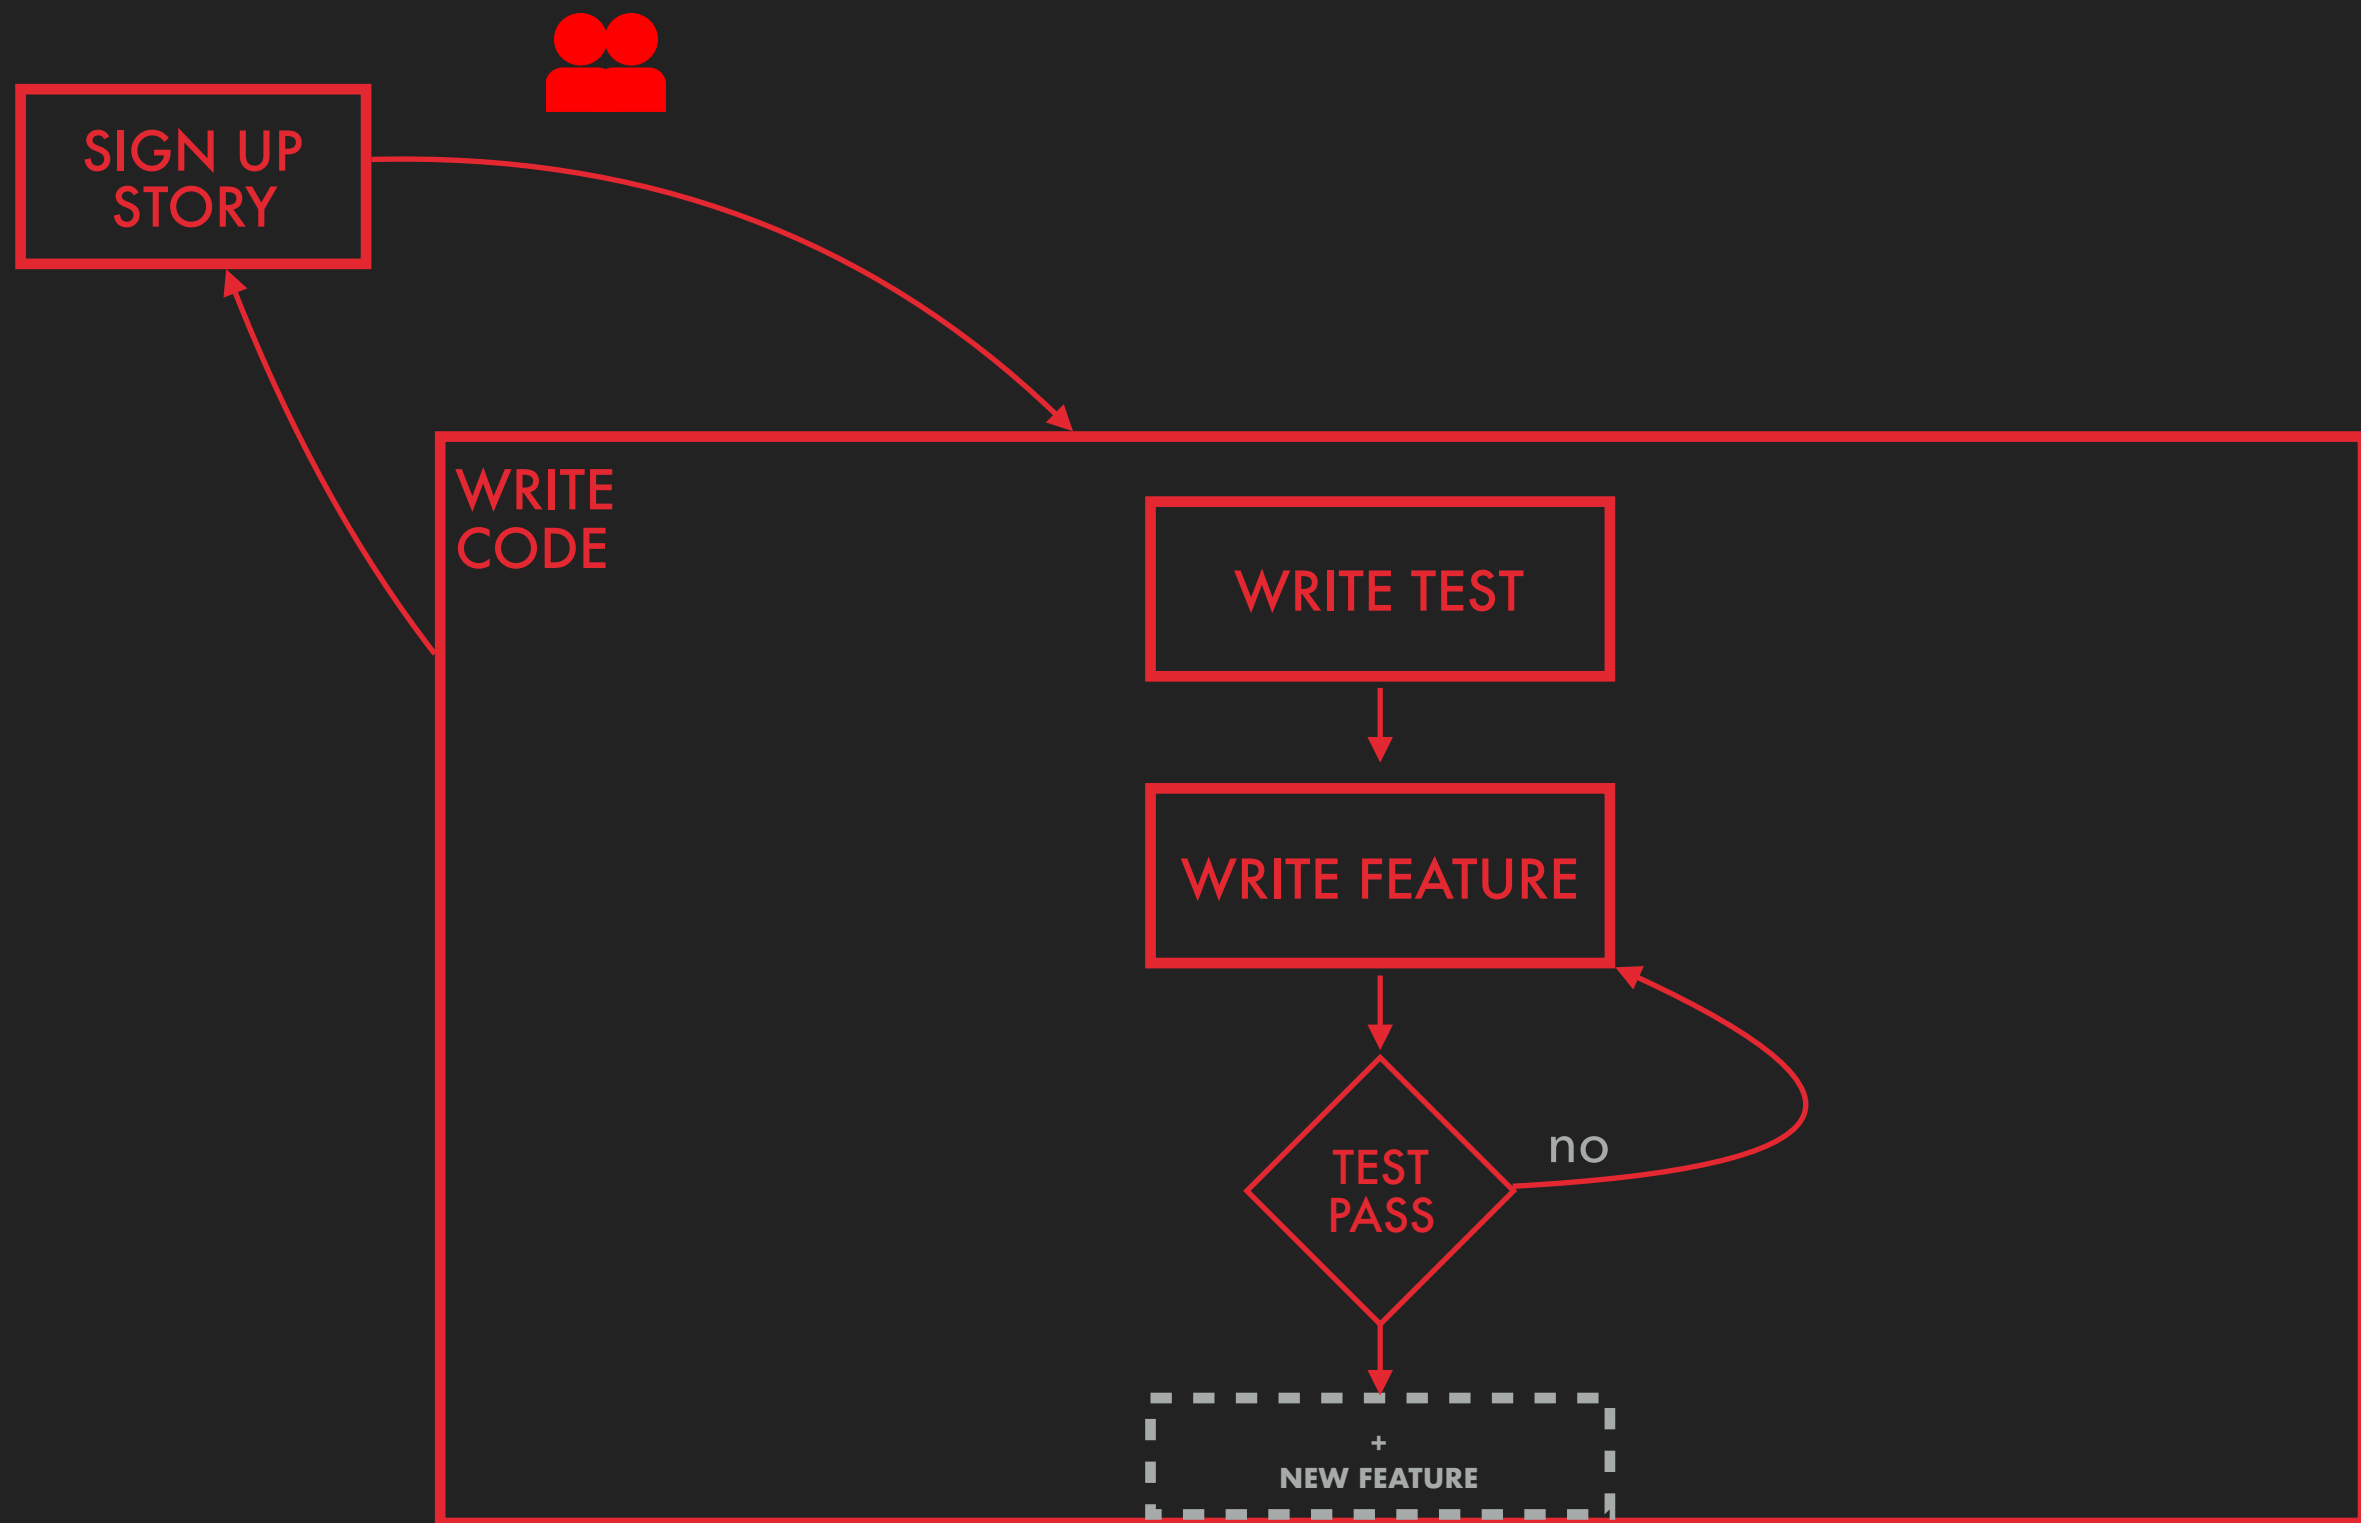 SIGN UP
STORY
WRITE
CODE
WRITE TEST
WRITE FEATURE
TEST
PASS
no
+
NEW FEATURE